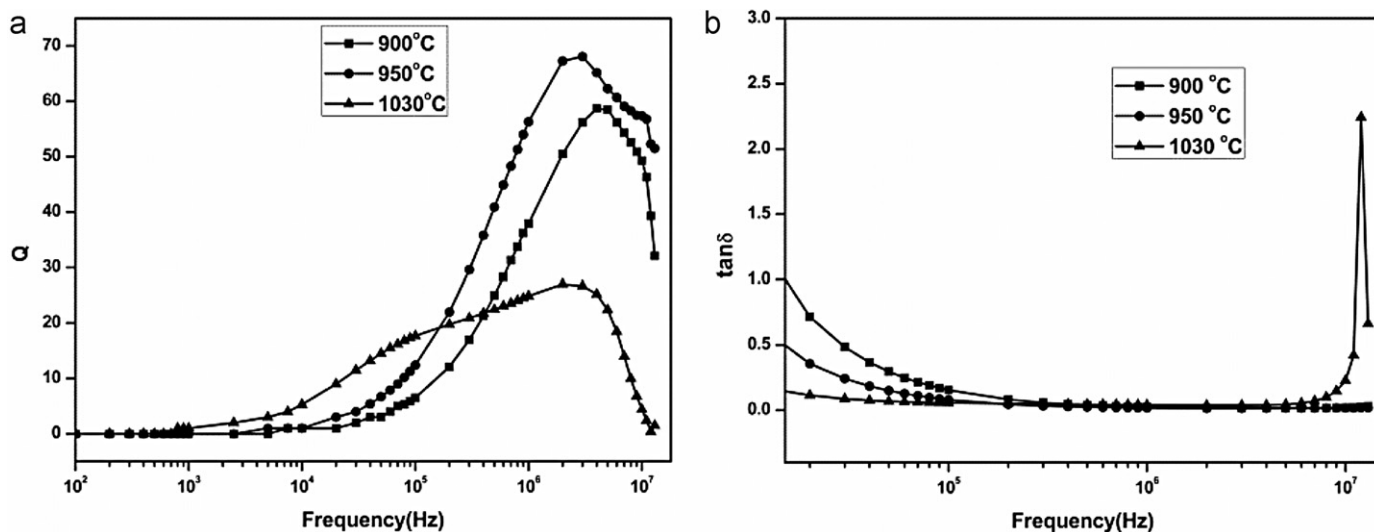 a
70
60
50
40
30
20
10
0
Q
900°C
950°C
1030°C
10² 10³ 10⁴ 10⁵ 10⁶ 10⁷
Frequency(Hz)
b
3.0
2.5
2.0
1.5
1.0
0.5
0.0
tanδ
900 °C
950 °C
1030 °C
10⁵ 10⁶ 10⁷
Frequency(Hz)